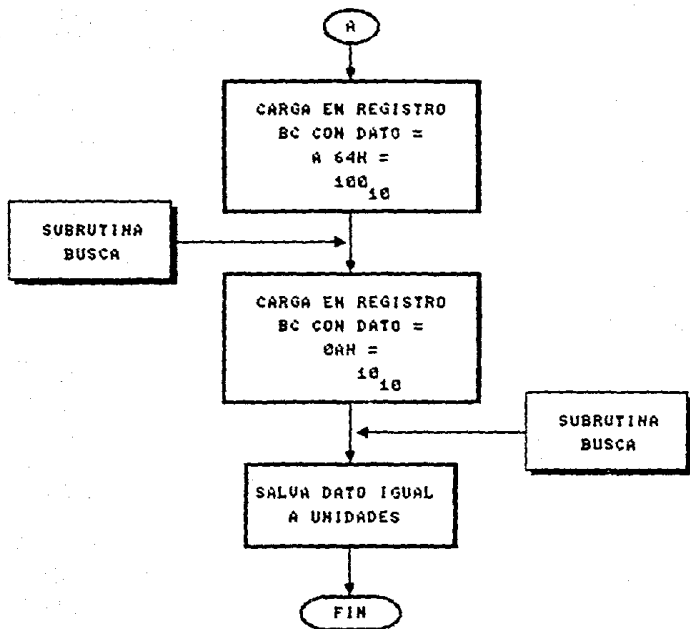 A
CARGA EN REGISTRO
BC CON DATO =
A 64H =
100
10
SUBRUTINA
BUSCA
CARGA EN REGISTRO
BC CON DATO =
0AH =
10
10
SUBRUTINA
BUSCA
SALVA DATO IGUAL
A UNIDADES
FIN